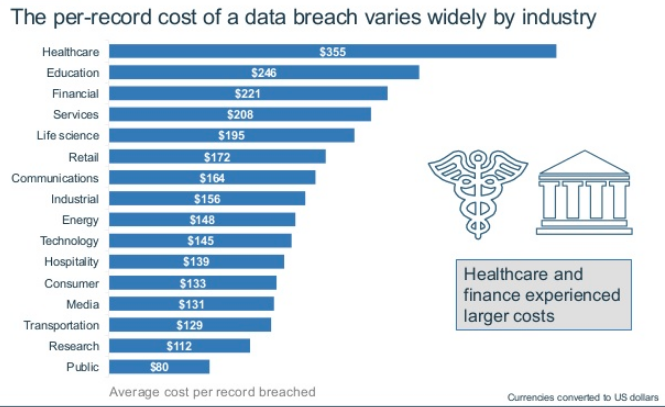 The per-record cost of a data breach varies widely by industry
Healthcare $355
Education $246
Financial $221
Services $208
Life science $195
Retail $172
Communications $164
Industrial $156
Energy $148
Technology $145
Hospitality $139
Consumer $133
Media $131
Transportation $129
Research $112
Public $80
Healthcare and
finance experienced
larger costs
Average cost per record breached
Currencies converted to US dollars